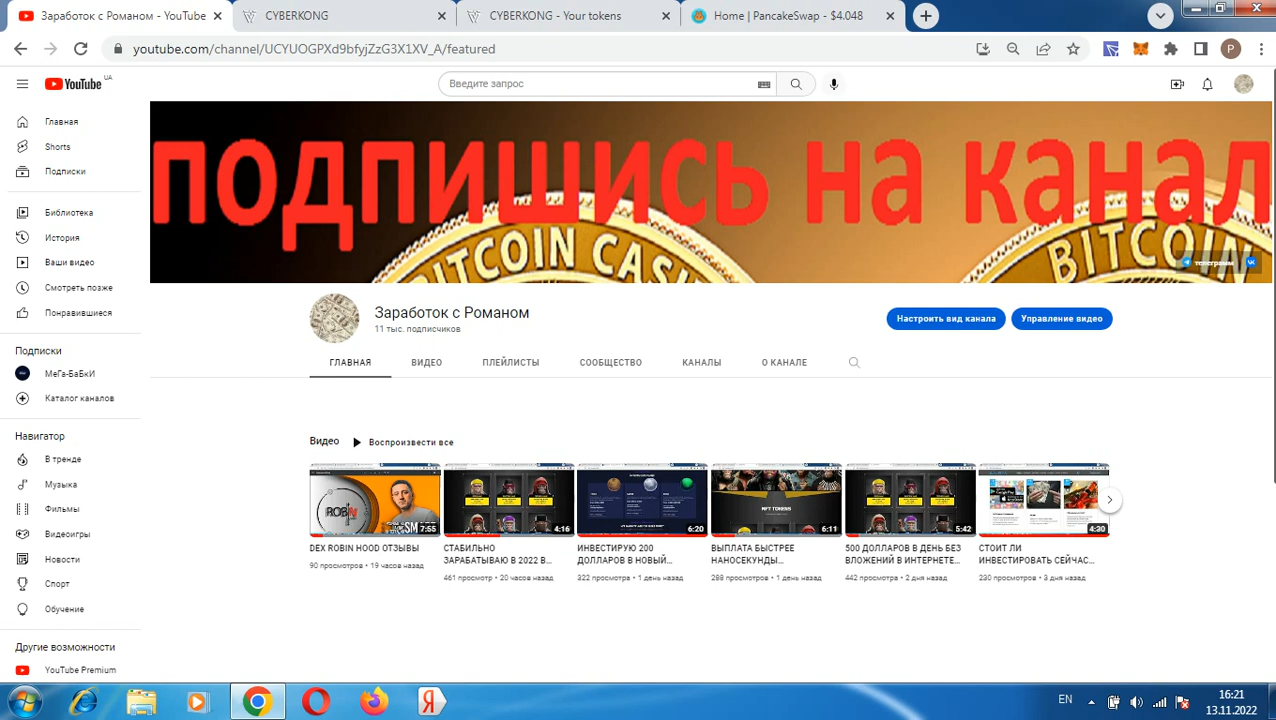 Заработок с Романом - YouTube
CYBERKONG
CYBERKONG - Your tokens
Home | PancakeSwap - $4.048
youtube.com/channel/UCYUOGPXd9bfyjZzG3X1XV_A/featured
P
YouTube UA
Введите запрос
Главная
Shorts
Подписки
Библиотека
История
Ваши видео
Смотреть позже
Понравившиеся
Подписки
МеГа-БаБкИ
Каталог каналов
Навигатор
В тренде
Музыка
Фильмы
Видеоигры
Новости
Спорт
Обучение
Другие возможности
YouTube Premium
подпишись на канал
BITCOIN CASH
BITCOIN
телеграмм
Заработок с Романом
11 тыс. подписчиков
Настроить вид канала
Управление видео
ГЛАВНАЯ
ВИДЕО
ПЛЕЙЛИСТЫ
СООБЩЕСТВО
КАНАЛЫ
О КАНАЛЕ
Видео
Воспроизвести все
7:55
DEX ROBIN HOOD ОТЗЫВЫ
90 просмотров • 19 часов назад
4:16
СТАБИЛЬНО
ЗАРАБАТЫВАЮ В 2022 В...
461 просмотр • 20 часов назад
6:20
ИНВЕСТИРУЮ 200
ДОЛЛАРОВ В НОВЫЙ...
322 просмотра • 1 день назад
NFT TOKENS
ВЫПЛАТА БЫСТРЕЕ
НАНОСЕКУНДЫ...
288 просмотров • 1 день назад
5:42
500 ДОЛЛАРОВ В ДЕНЬ БЕЗ
ВЛОЖЕНИЙ В ИНТЕРНЕТЕ...
442 просмотра • 2 дня назад
4:30
СТОИТ ЛИ
ИНВЕСТИРОВАТЬ СЕЙЧАС...
230 просмотров • 3 дня назад
EN
16:21
13.11.2022